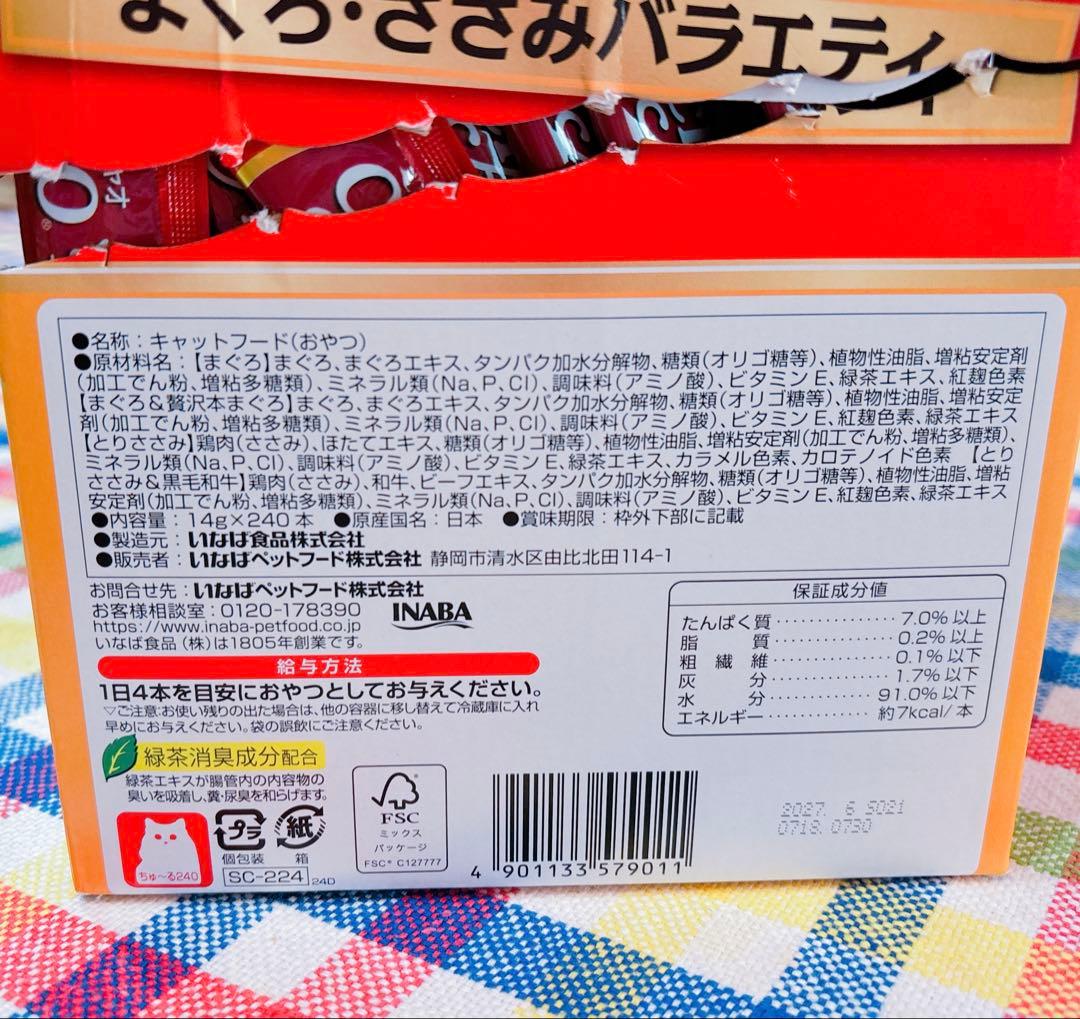 まぐろ・ささみバラエティ
●名称：キャットフード(おやつ)
●原材料名：【まぐろ】まぐろ、まぐろエキス、タンパク加水分解物、糖類(オリゴ糖等)、植物性油脂、増粘安定剤
(加工でん粉、増粘多糖類)、ミネラル類(Na、P、Cl)、調味料(アミノ酸)、ビタミンE、緑茶エキス、紅麹色素
【まぐろ＆贅沢本まぐろ】まぐろ、まぐろエキス、タンパク加水分解物、糖類(オリゴ糖等)、植物性油脂、増粘安定
剤(加工でん粉、増粘多糖類)、ミネラル類(Na、P、Cl)、調味料(アミノ酸)、ビタミンE、紅麹色素、緑茶エキス
【とりささみ】鶏肉(ささみ)、ほたてエキス、糖類(オリゴ糖等)、植物性油脂、増粘安定剤(加工でん粉、増粘多糖類)、
ミネラル類(Na、P、Cl)、調味料(アミノ酸)、ビタミンE、緑茶エキス、カラメル色素、カロテノイド色素 【とり
ささみ＆黒毛和牛】鶏肉(ささみ)、和牛、ビーフエキス、タンパク加水分解物、糖類(オリゴ糖等)、植物性油脂、増粘
安定剤(加工でん粉、増粘多糖類)、ミネラル類(Na、P、Cl)、調味料(アミノ酸)、ビタミンE、紅麹色素、緑茶エキス
●内容量：14g×240本 ●原産国名：日本 ●賞味期限：枠外下部に記載
●製造元：いなば食品株式会社
●販売者：いなばペットフード株式会社 静岡市清水区由比北田114-1
お問合せ先：いなばペットフード株式会社
お客様相談室：0120-178390
INABA
https://www.inaba-petfood.co.jp
いなば食品(株)は1805年創業です。
給与方法
1日4本を目安におやつとしてお与えください。
▽ご注意:お使い残りの出た場合は、他の容器に移し替えて冷蔵庫に入れ
早めにお与えください。袋の誤飲にご注意ください。
保証成分値
たんぱく質……………7.0%以上
脂質……………0.2%以上
粗繊維……………0.1%以下
灰分……………1.7%以下
水分……………91.0%以下
エネルギー……………約7kcal/本
緑茶消臭成分配合
緑茶エキスが腸管内の内容物の
臭いを吸着し、糞・尿臭を和らげます。
ちゅ〜る240
プラ
個包装
紙
箱
SC-224 24D
FSC
ミックス
パッケージ
FSC® C127777
4 901133 579011
2027. 6 S021
0718. 0730